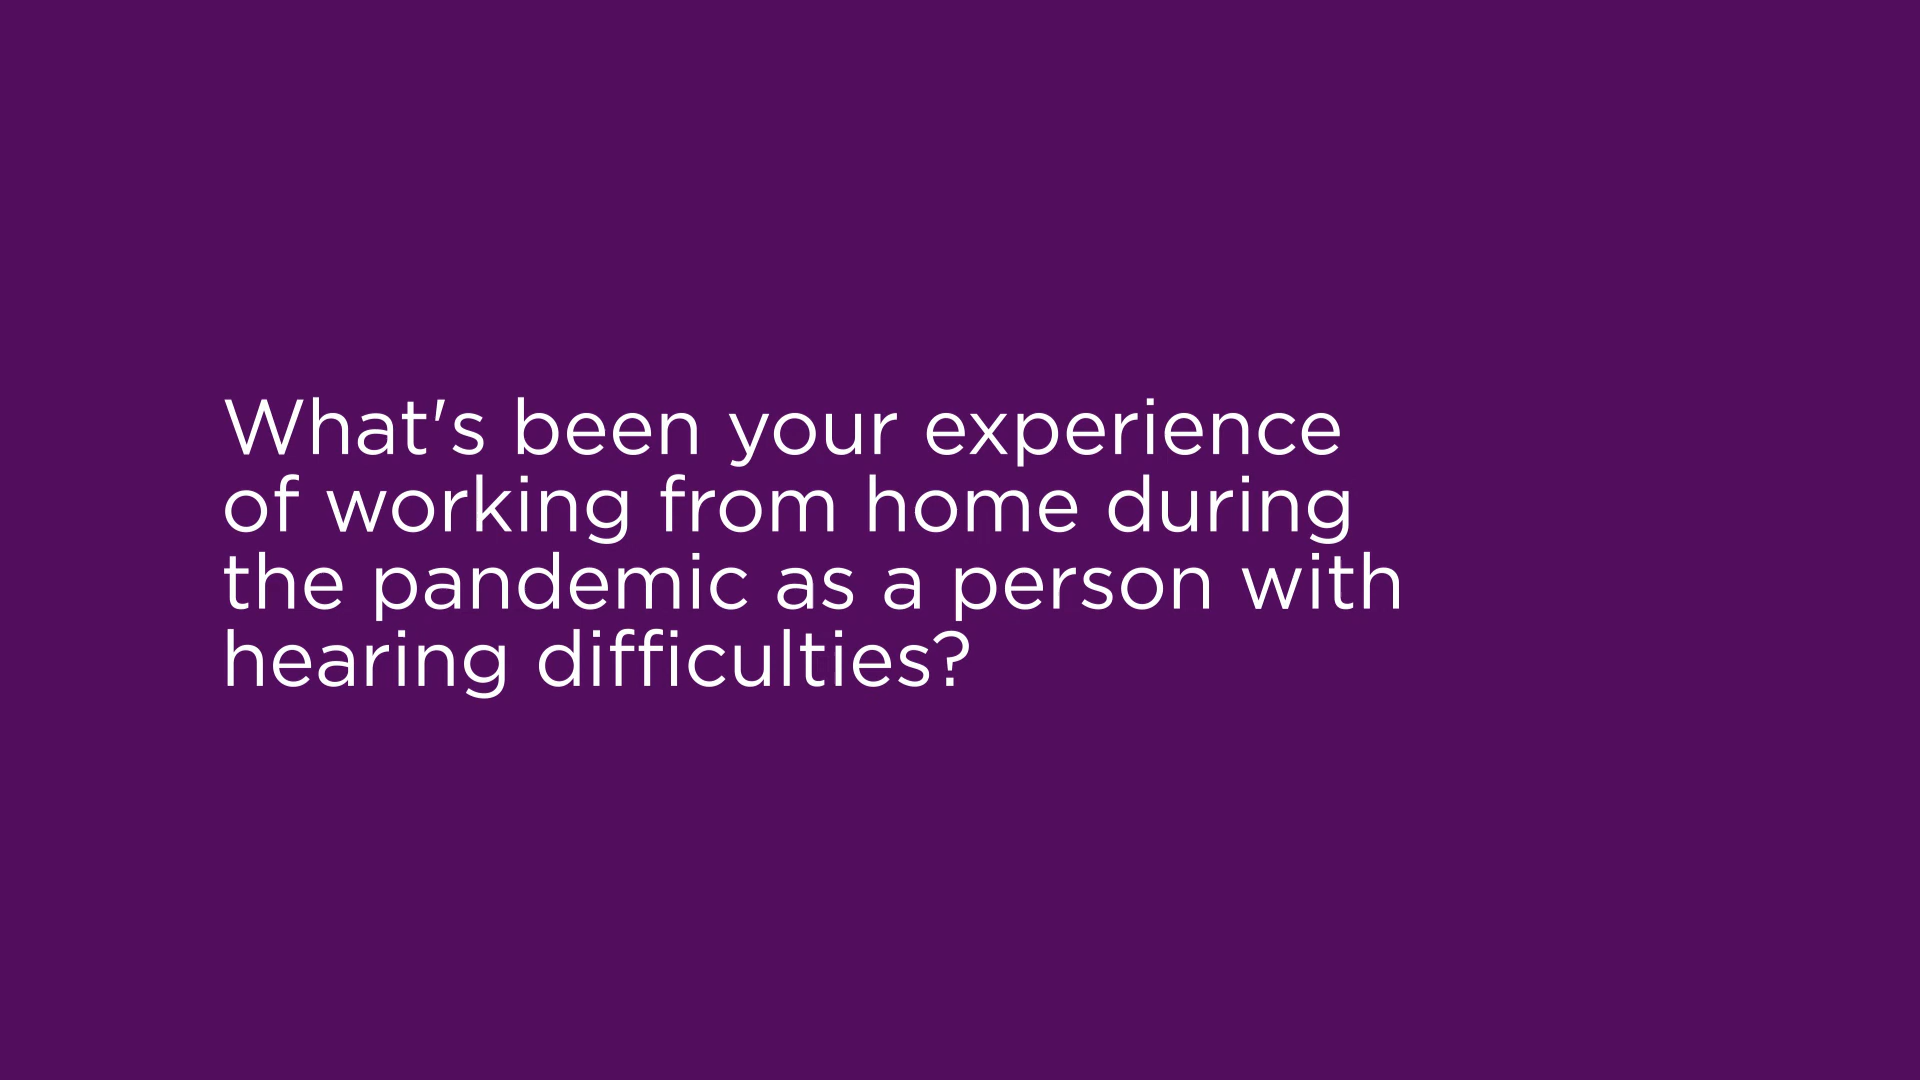 What's been your experience
of working from home during
the pandemic as a person with
hearing difficulties?